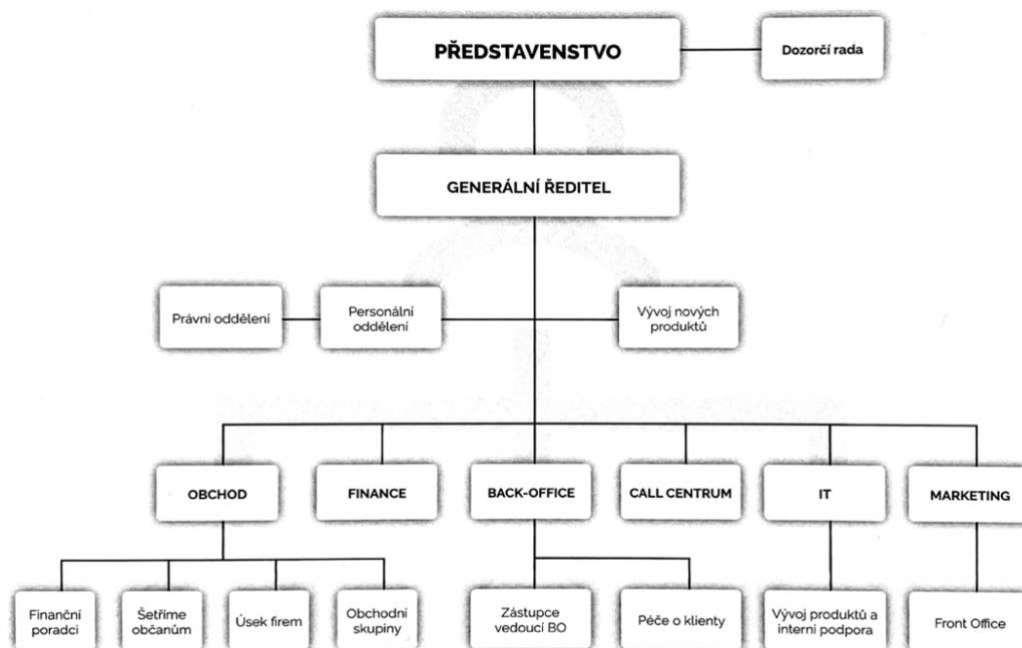 PŘEDSTAVENSTVO
Dozorčí rada
GENERÁLNÍ ŘEDITEL
Právní oddělení
Personální
oddělení
Vývoj nových
produktů
OBCHOD
FINANCE
BACK-OFFICE
CALL CENTRUM
IT
MARKETING
Finanční
poradci
Šetříme
občanům
Úsek firem
Obchodní
skupiny
Zástupce
vedoucí BO
Péče o klienty
Vývoj produktů a
interní podpora
Front Office